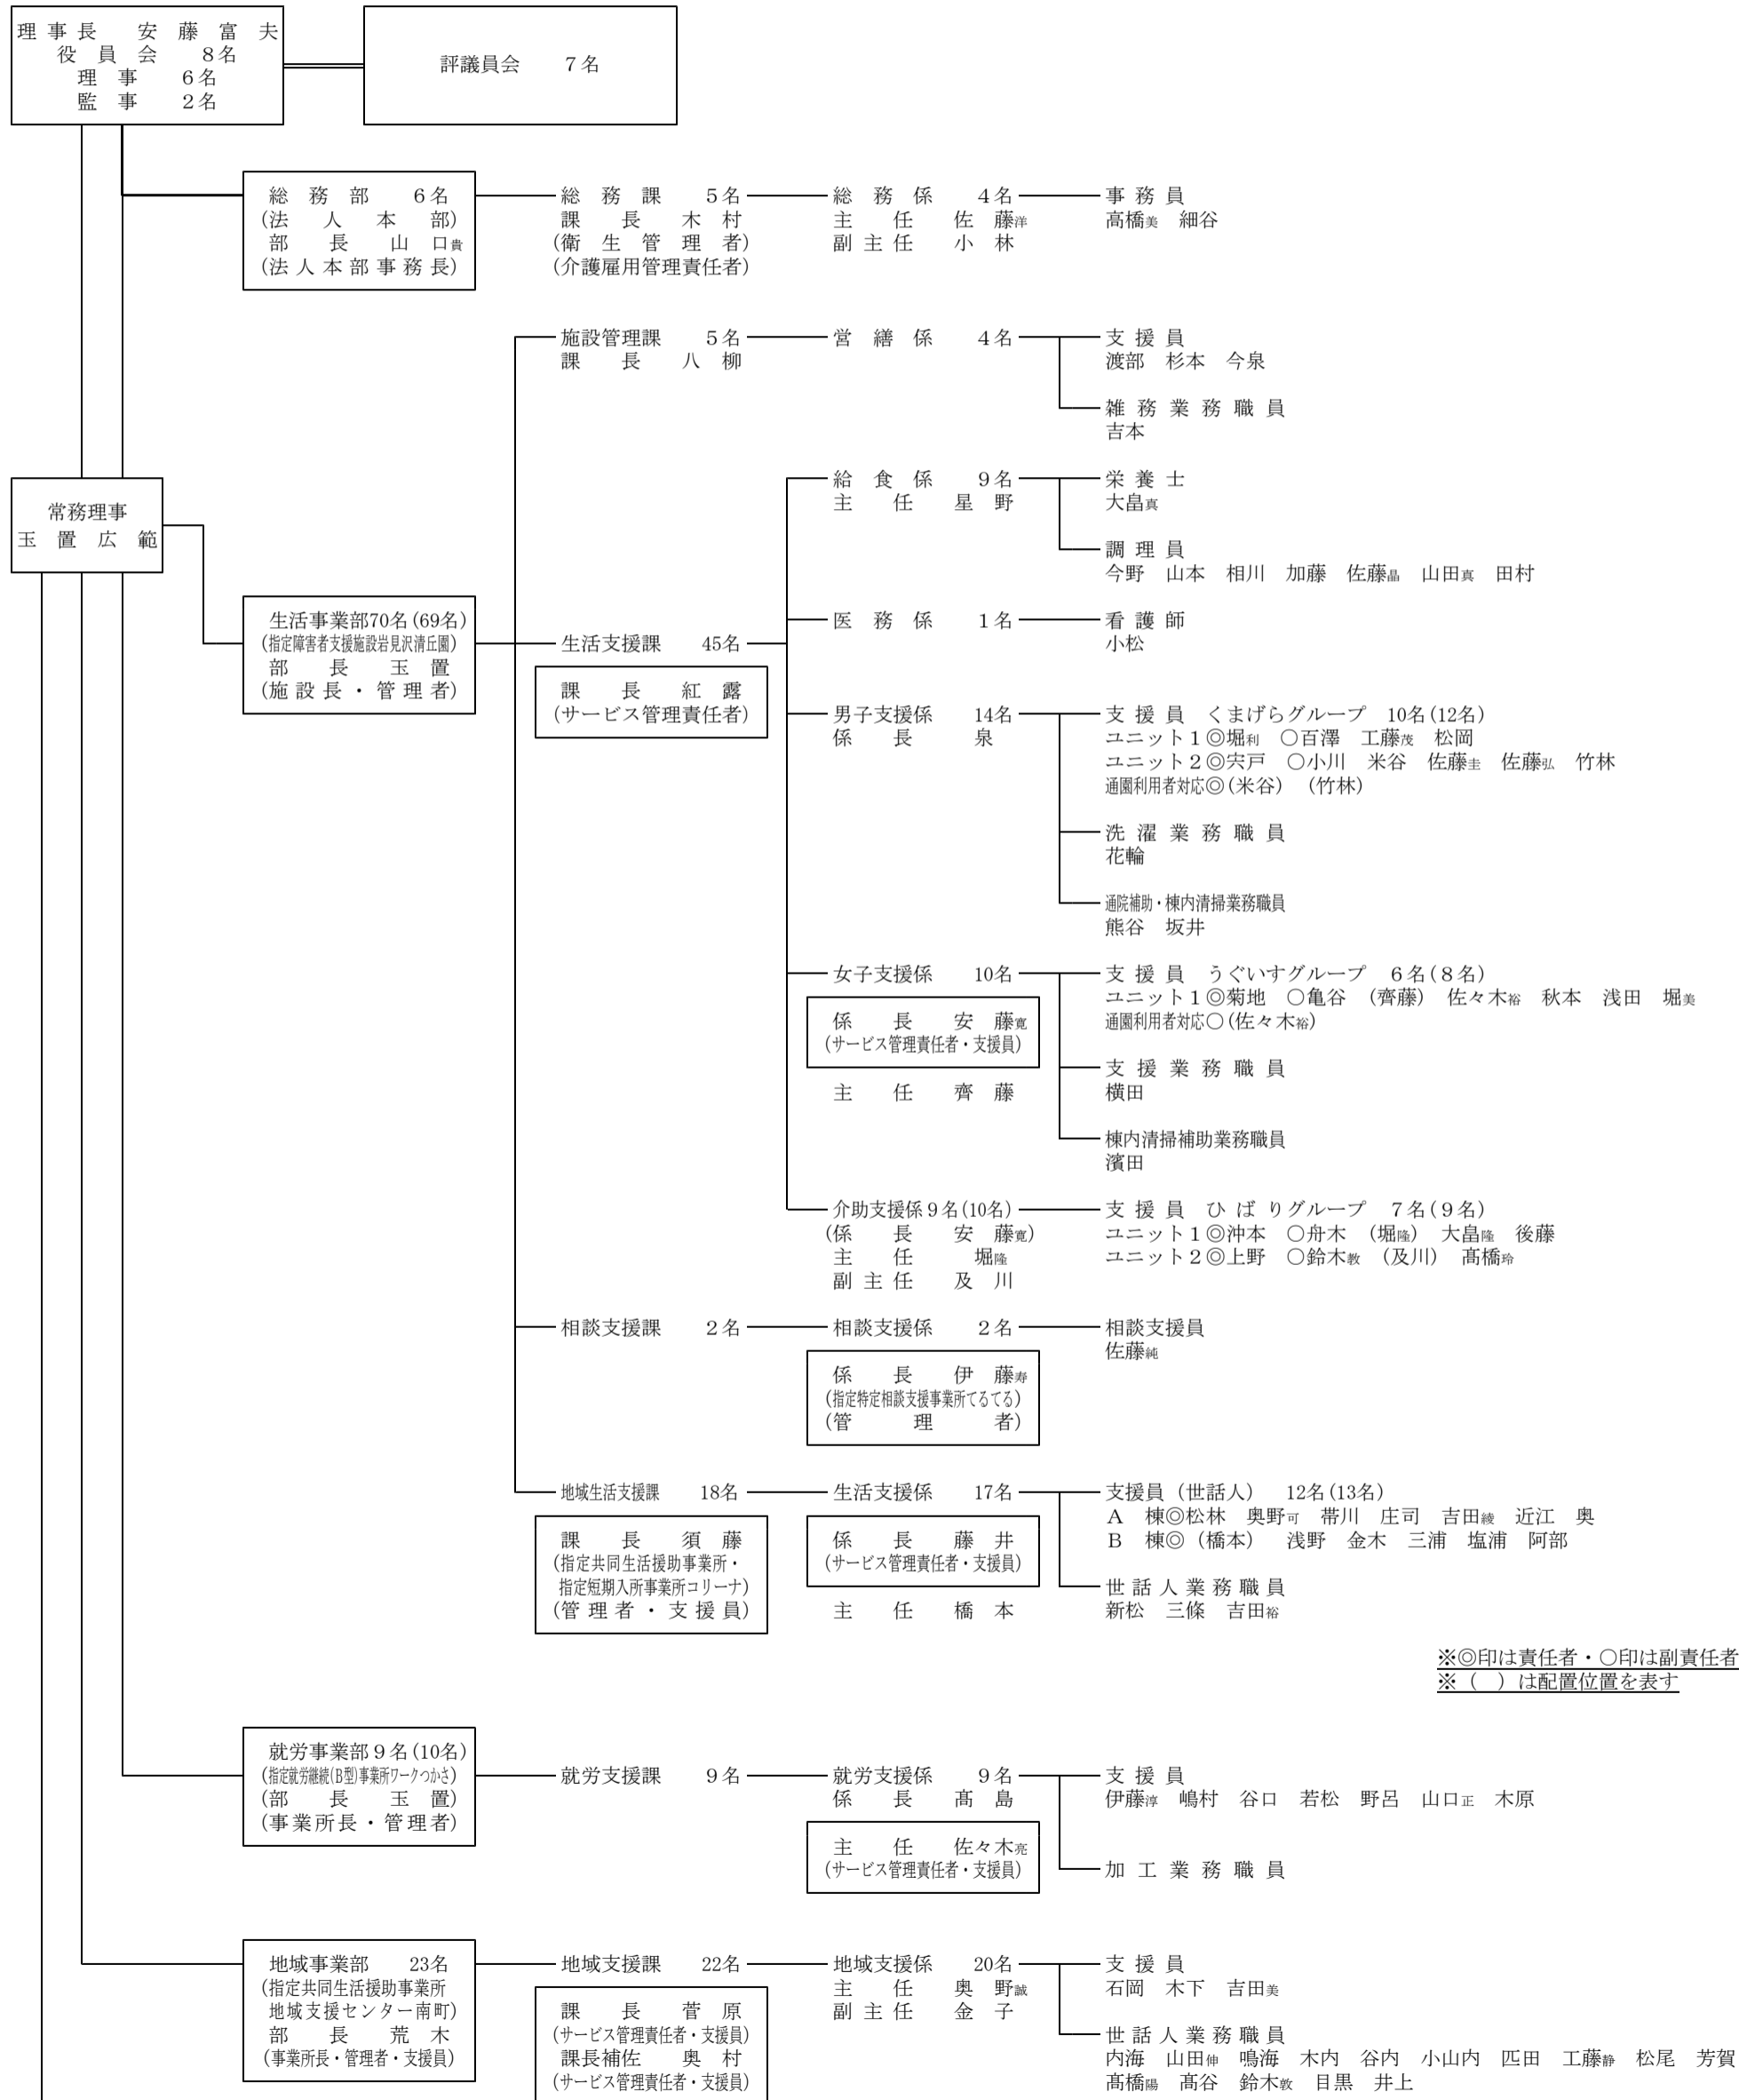 理事長　安藤富夫
役員会　８名
理事　６名
監事　２名
評議員会　７名
総務部　６名
(法人本部)
部長　山口貴
(法人本部事務長)
総務課　５名
課長　木村
(衛生管理者)
(介護雇用管理責任者)
総務係　４名
主任　佐藤洋
副主任　小林
事務員
高橋美　細谷
施設管理課　５名
課長　八柳
営繕係　４名
支援員
渡部　杉本　今泉
雑務業務職員
吉本
常務理事
玉置広範
生活事業部70名(69名)
(指定障害者支援施設岩見沢清丘園)
部長　玉置
(施設長・管理者)
生活支援課　45名
課長　紅露
(サービス管理責任者)
給食係　９名
主任　星野
栄養士
大畠真
調理員
今野　山本　相川　加藤　佐藤晶　山田真　田村
医務係　１名
看護師
小松
男子支援係　14名
係長　泉
支援員　くまげらグループ　10名(12名)
ユニット１◎堀利　○百澤　工藤茂　松岡
ユニット２◎宍戸　○小川　米谷　佐藤圭　佐藤弘　竹林
通園利用者対応◎(米谷)　(竹林)
洗濯業務職員
花輪
通院補助・棟内清掃業務職員
熊谷　坂井
女子支援係　10名
係長　安藤寛
(サービス管理責任者・支援員)
主任　齊藤
支援員　うぐいすグループ　６名(８名)
ユニット１◎菊地　○亀谷　(齊藤)　佐々木裕　秋本　浅田　堀美
通園利用者対応○(佐々木裕)
支援業務職員
横田
棟内清掃補助業務職員
濱田
介助支援係９名(10名)
(係長　安藤寛)
主任　堀隆
副主任　及川
支援員　ひばりグループ　７名(９名)
ユニット１◎沖本　○舟木　(堀隆)　大畠隆　後藤
ユニット２◎上野　○鈴木教　(及川)　髙橋玲
相談支援課　２名
相談支援係　２名
係長　伊藤寿
(指定特定相談支援事業所てるてる)
(管理者)
相談支援員
佐藤純
地域生活支援課　18名
課長　須藤
(指定共同生活援助事業所・
指定短期入所事業所コリーナ)
(管理者・支援員)
生活支援係　17名
係長　藤井
(サービス管理責任者・支援員)
主任　橋本
支援員（世話人）　12名(13名)
Ａ　棟◎松林　奥野可　帯川　庄司　吉田綾　近江　奥
Ｂ　棟◎（橋本）　浅野　金木　三浦　塩浦　阿部
世話人業務職員
新松　三條　吉田裕
※◎印は責任者・○印は副責任者
※（　）は配置位置を表す
就労事業部９名(10名)
(指定就労継続(B型)事業所ワークつかさ)
(部長　玉置)
(事業所長・管理者)
就労支援課　９名
就労支援係　９名
係長　髙島
主任　佐々木亮
(サービス管理責任者・支援員)
支援員
伊藤淳　嶋村　谷口　若松　野呂　山口正　木原
加工業務職員
地域事業部　23名
(指定共同生活援助事業所
地域支援センター南町)
部長　荒木
(事業所長・管理者・支援員)
地域支援課　22名
課長　菅原
(サービス管理責任者・支援員)
課長補佐　奥村
(サービス管理責任者・支援員)
地域支援係　20名
主任　奥野誠
副主任　金子
支援員
石岡　木下　吉田美
世話人業務職員
内海　山田伸　鳴海　木内　谷内　小山内　匹田　工藤静　松尾　芳賀
髙橋陽　髙谷　鈴木敦　目黒　井上